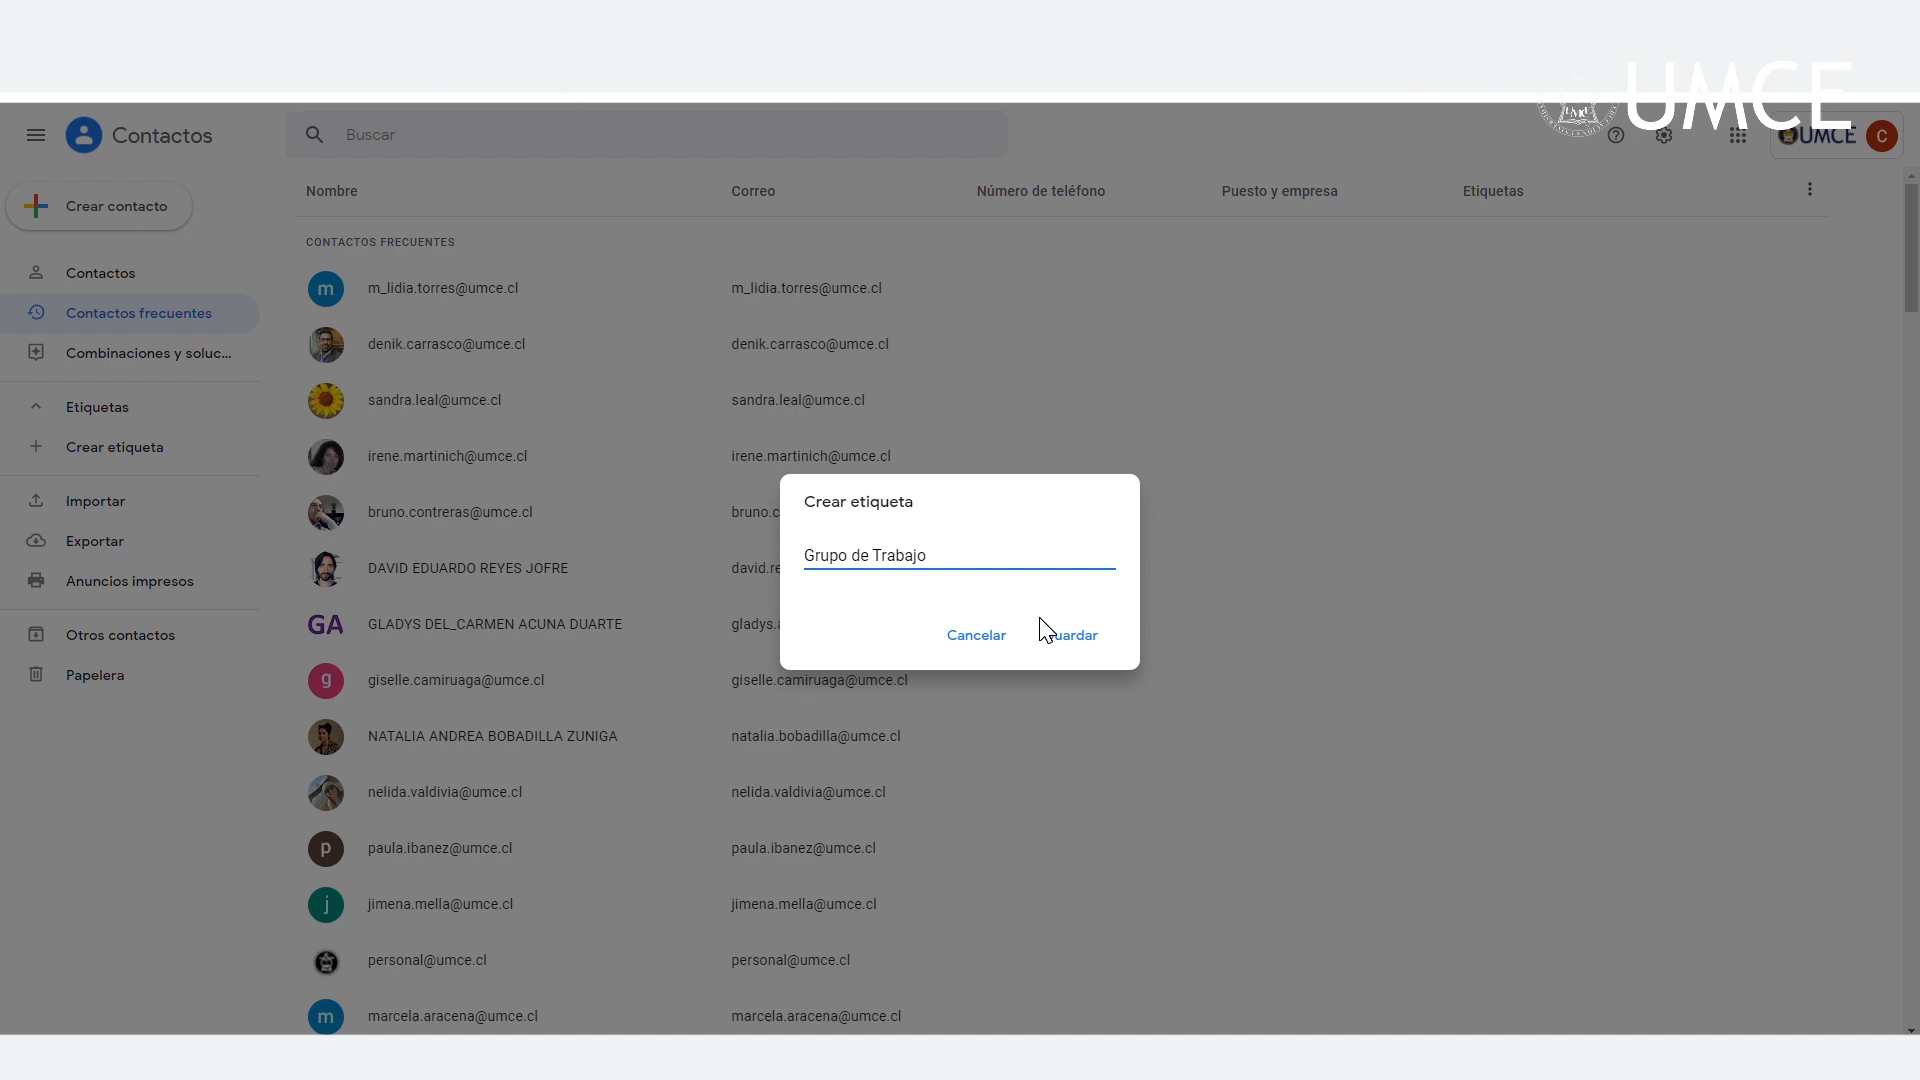 UMCE
Contactos
Buscar
UMCE
C
Crear contacto
Nombre
Correo
Número de teléfono
Puesto y empresa
Etiquetas
CONTACTOS FRECUENTES
Contactos
Contactos frecuentes
Combinaciones y soluc...
Etiquetas
Crear etiqueta
Importar
Exportar
Anuncios impresos
Otros contactos
Papelera
m m_lidia.torres@umce.cl m_lidia.torres@umce.cl
denik.carrasco@umce.cl denik.carrasco@umce.cl
sandra.leal@umce.cl sandra.leal@umce.cl
irene.martinich@umce.cl irene.martinich@umce.cl
bruno.contreras@umce.cl bruno.c
DAVID EDUARDO REYES JOFRE david.re
GA GLADYS DEL_CARMEN ACUNA DUARTE gladys.a
g giselle.camiruaga@umce.cl giselle.camiruaga@umce.cl
NATALIA ANDREA BOBADILLA ZUNIGA natalia.bobadilla@umce.cl
nelida.valdivia@umce.cl nelida.valdivia@umce.cl
p paula.ibanez@umce.cl paula.ibanez@umce.cl
j jimena.mella@umce.cl jimena.mella@umce.cl
personal@umce.cl personal@umce.cl
m marcela.aracena@umce.cl marcela.aracena@umce.cl
Crear etiqueta
Grupo de Trabajo
Cancelar
uardar